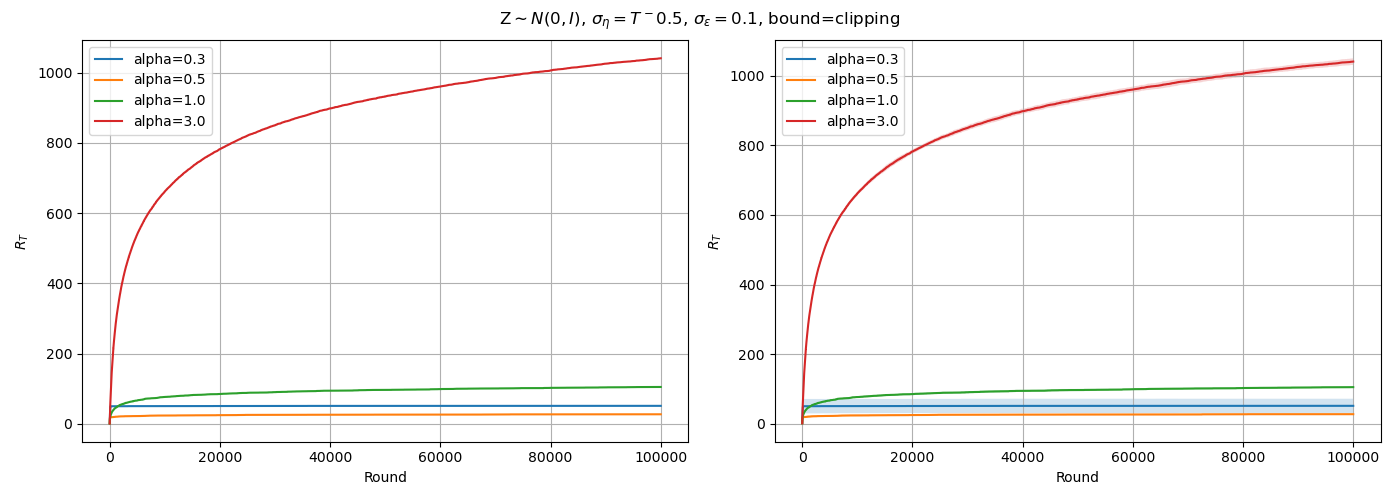 Z ~ N(0, I), σ_η = T⁻0.5, σ_ε = 0.1, bound=clipping
alpha=0.3
alpha=0.5
alpha=1.0
alpha=3.0
1000
800
600
400
200
0
R_T
0 20000 40000 60000 80000 100000
Round
alpha=0.3
alpha=0.5
alpha=1.0
alpha=3.0
1000
800
600
400
200
0
R_T
0 20000 40000 60000 80000 100000
Round